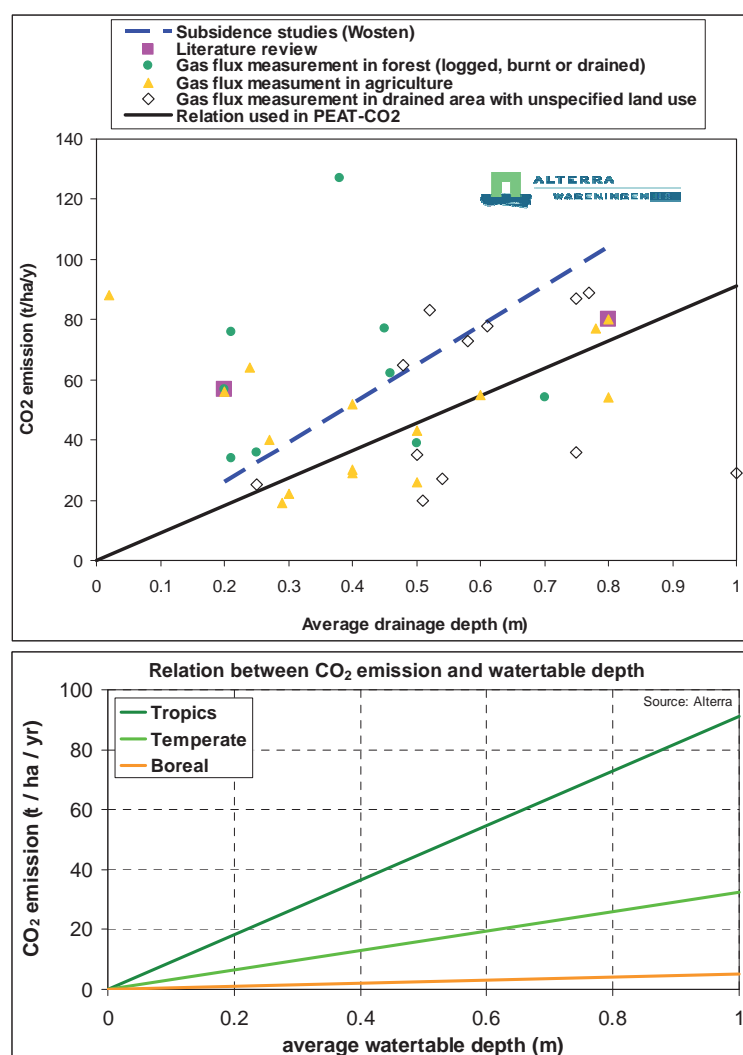 Subsidence studies (Wosten)
Literature review
Gas flux measurement in forest (logged, burnt or drained)
Gas flux measument in agriculture
Gas flux measurement in drained area with unspecified land use
Relation used in PEAT-CO2
140
120
100
80
60
40
20
0
CO2 emission (t/ha/y)
ALTERRA
WARENINGEN
0 0.1 0.2 0.3 0.4 0.5 0.6 0.7 0.8 0.9 1
Average drainage depth (m)
Relation between CO₂ emission and watertable depth
Source: Alterra
Tropics
Temperate
Boreal
100
80
60
40
20
0
CO₂ emission (t / ha / yr)
0 0.2 0.4 0.6 0.8 1
average watertable depth (m)